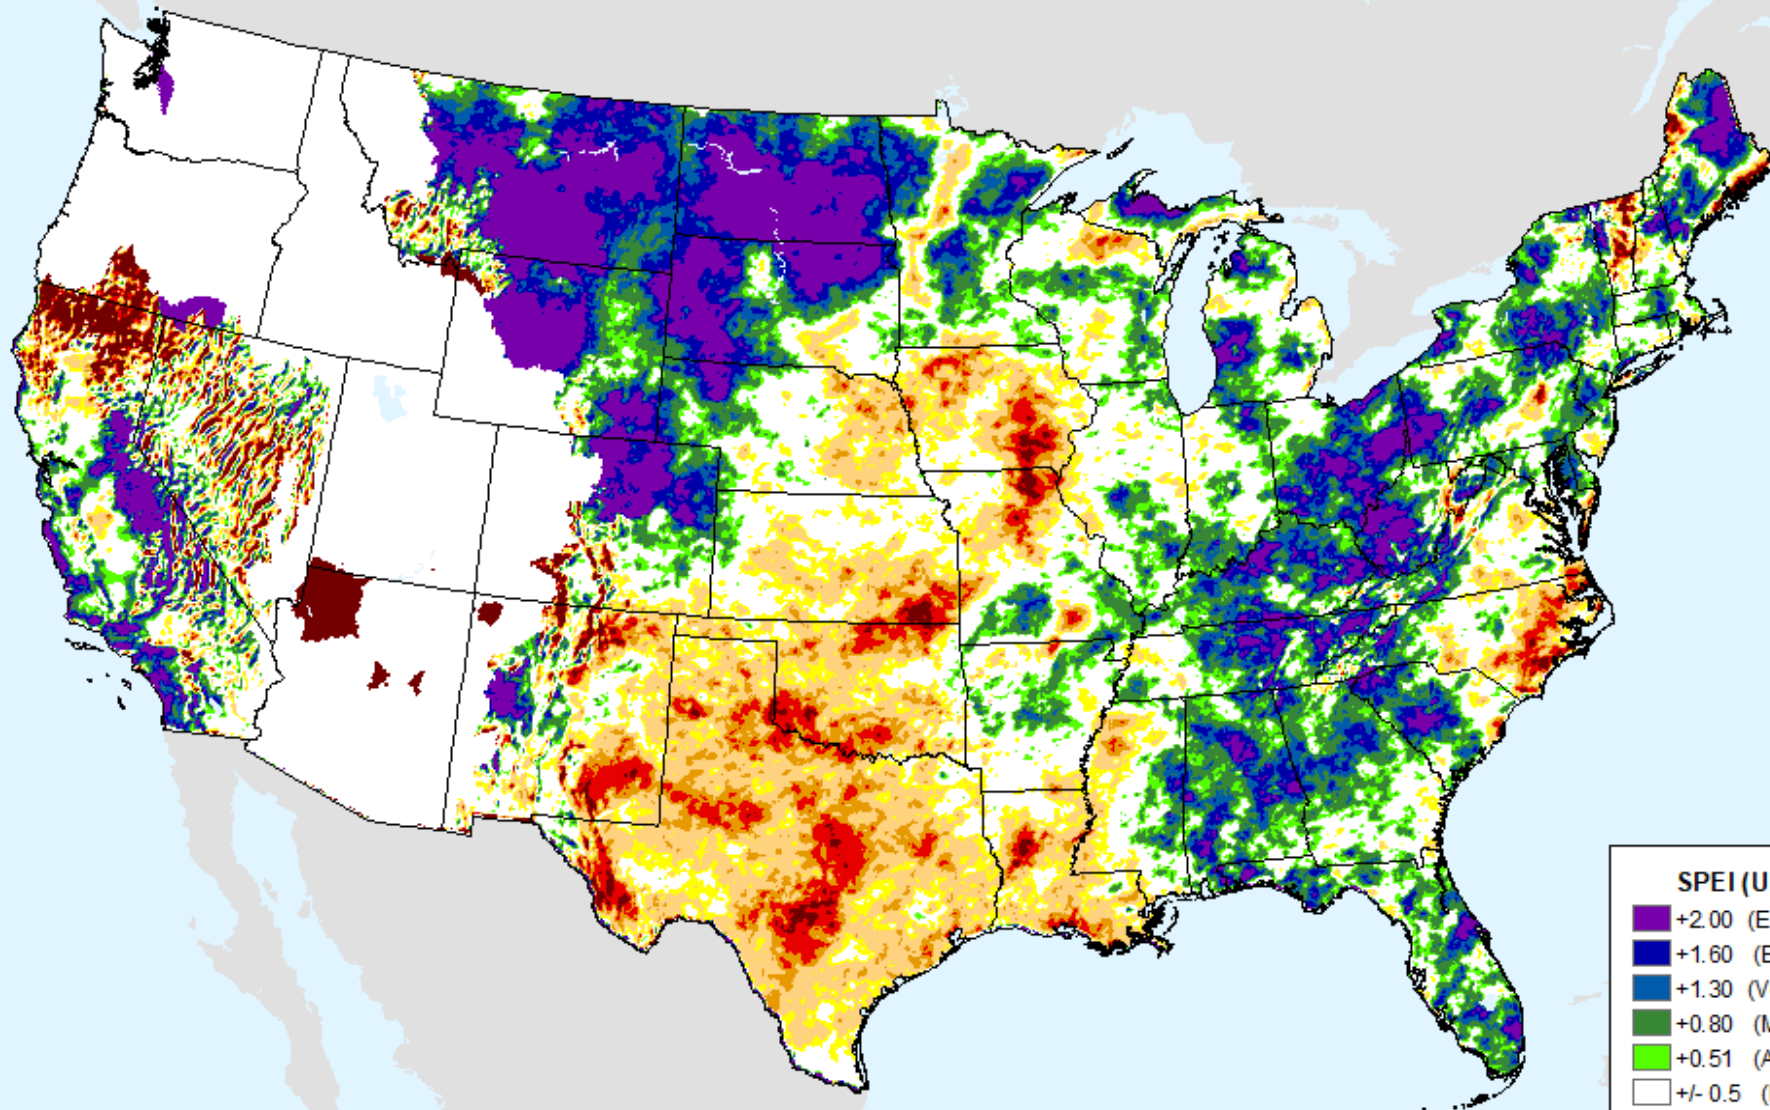 SPEI (U
+2.00 (E
+1.60 (E
+1.30 (V
+0.80 (M
+0.51 (A
+/- 0.5 (